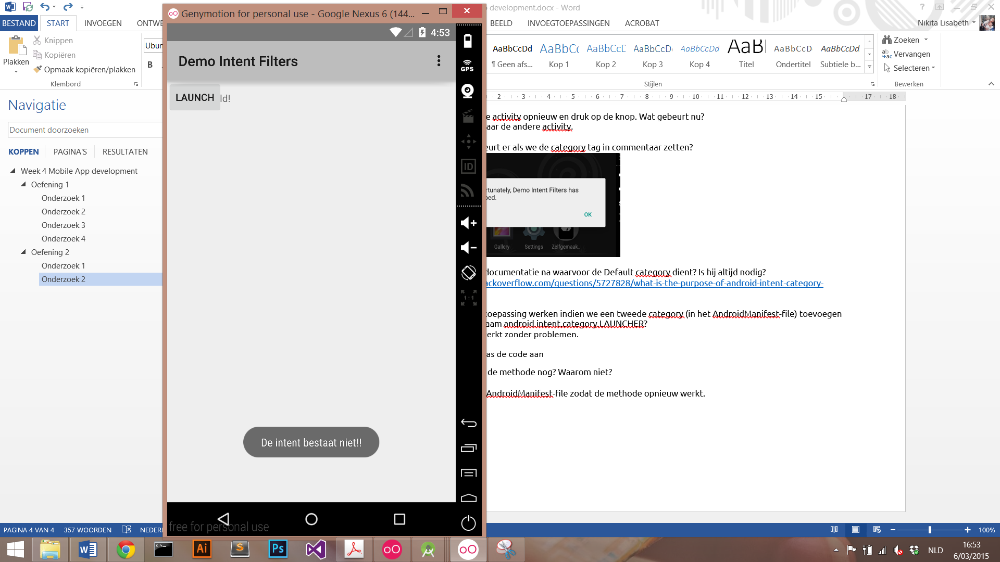 development.docx - Word
Genymotion for personal use - Google Nexus 6 (144...
BESTAND START INVOEGEN BEELD INVOEGTOEPASSINGEN ACROBAT
Nikita Lisabeth
Plakken
Knippen
Kopiëren
Opmaak kopiëren/plakken
Klembord
B
AaBbCcDd
¶ Geen afs...
Kop 1
Kop 2
Kop 3
AaBbCcDd
Kop 4
Titel
AaBbCcD
Ondertitel
AaBbCcDd
Subtiele b...
Stijlen
Zoeken
Vervangen
Selecteren
Bewerken
2 3 4 5 6 7 8 9 10 11 12 13 14 15 17 18
Navigatie
Document doorzoeken
KOPPEN PAGINA'S RESULTATEN
Week 4 Mobile App development
Oefening 1
Onderzoek 1
Onderzoek 2
Onderzoek 3
Onderzoek 4
Oefening 2
Onderzoek 1
Onderzoek 2
4:53
Demo Intent Filters
LAUNCH ld!
De intent bestaat niet!!
free for personal use
GPS
ID
1:1
activity opnieuw en druk op de knop. Wat gebeurt nu?
aar de andere activity.
eurt er als we de category tag in commentaar zetten?
rtunately, Demo Intent Filters has
ped.
OK
Gallery Settings Zelfgemaak..
documentatie na waarvoor de Default category dient? Is hij altijd nodig?
ackoverflow.com/questions/5727828/what-is-the-purpose-of-android-intent-category-
toepassing werken indien we een tweede category (in het AndroidManifest-file) toevoegen
aam android.intent.category.LAUNCHER?
erkt zonder problemen.
as de code aan
de methode nog? Waarom niet?
AndroidManifest-file zodat de methode opnieuw werkt.
PAGINA 4 VAN 4 357 WOORDEN NEDERI
100%
Ai
S
Ps
NLD
16:53
6/03/2015